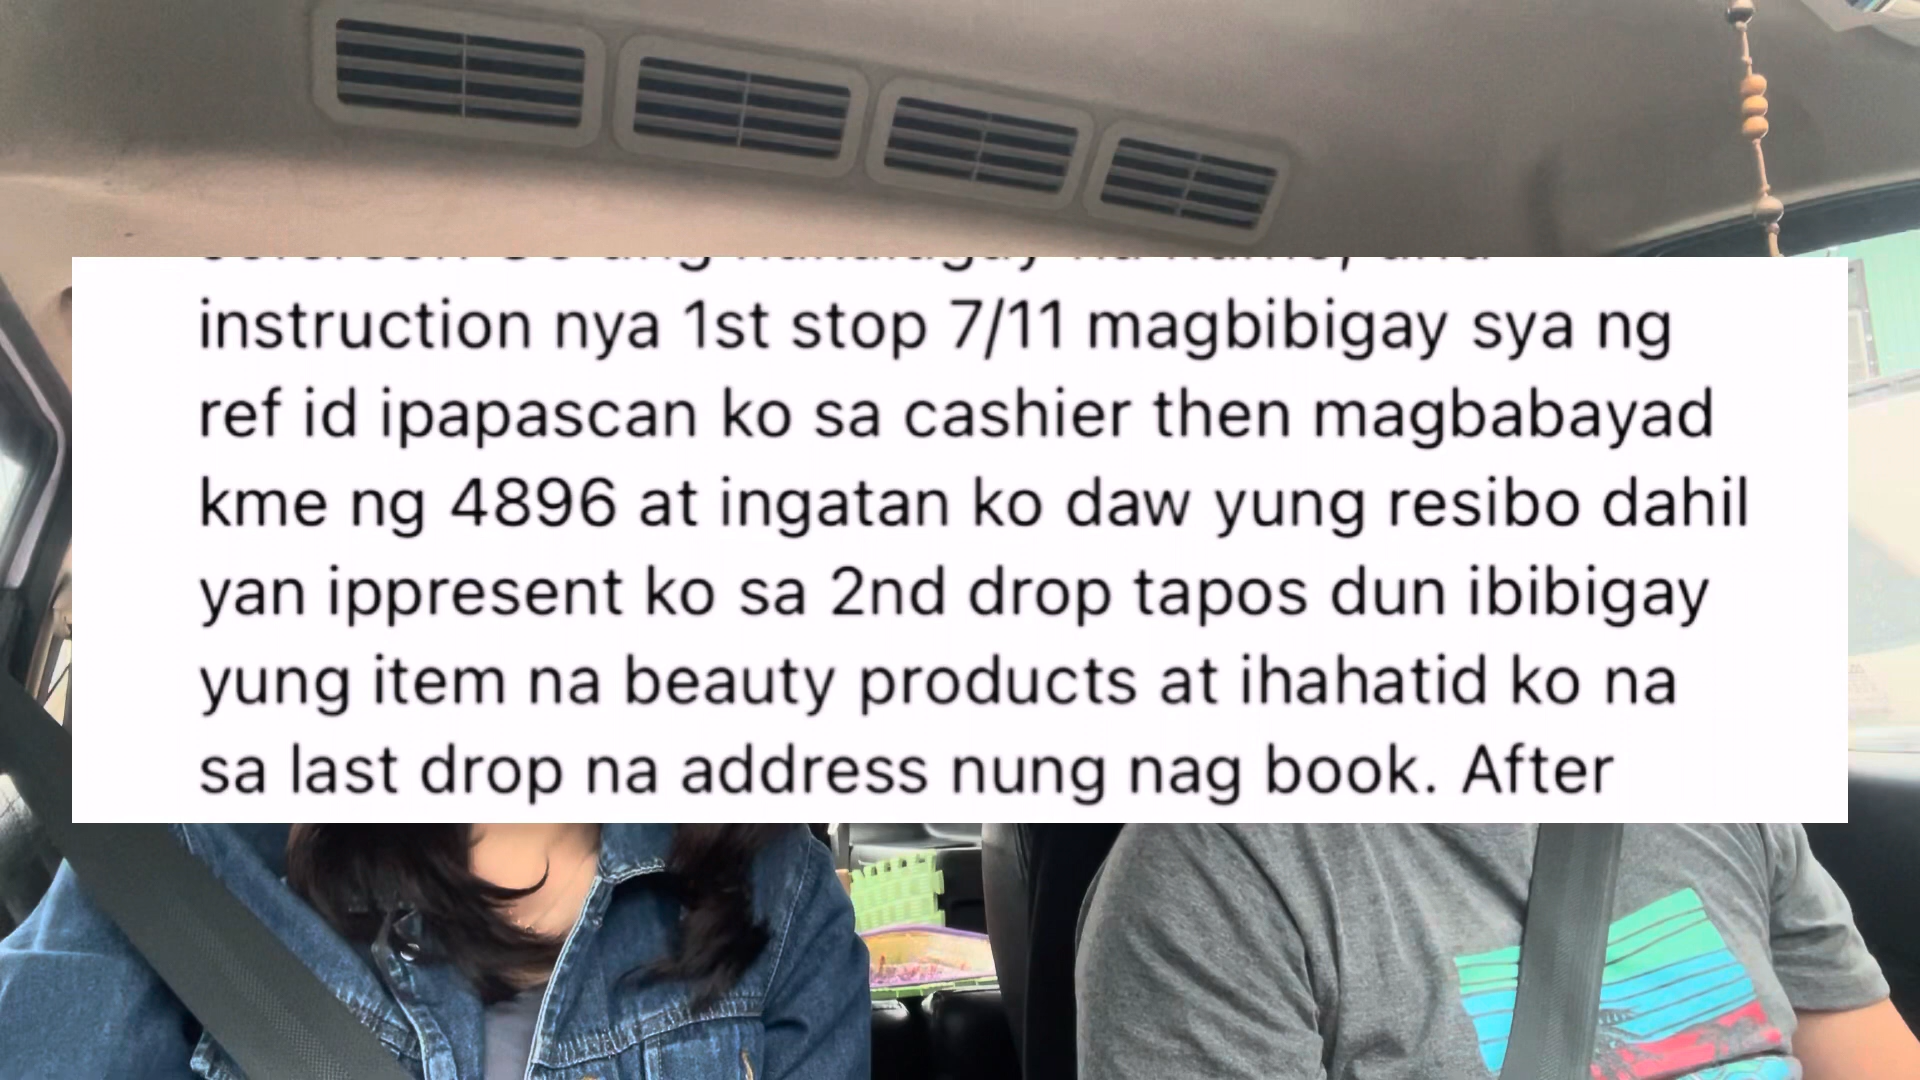 instruction nya 1st stop 7/11 magbibigay sya ng
ref id ipapascan ko sa cashier then magbabayad
kme ng 4896 at ingatan ko daw yung resibo dahil
yan ippresent ko sa 2nd drop tapos dun ibibigay
yung item na beauty products at ihahatid ko na
sa last drop na address nung nag book. After